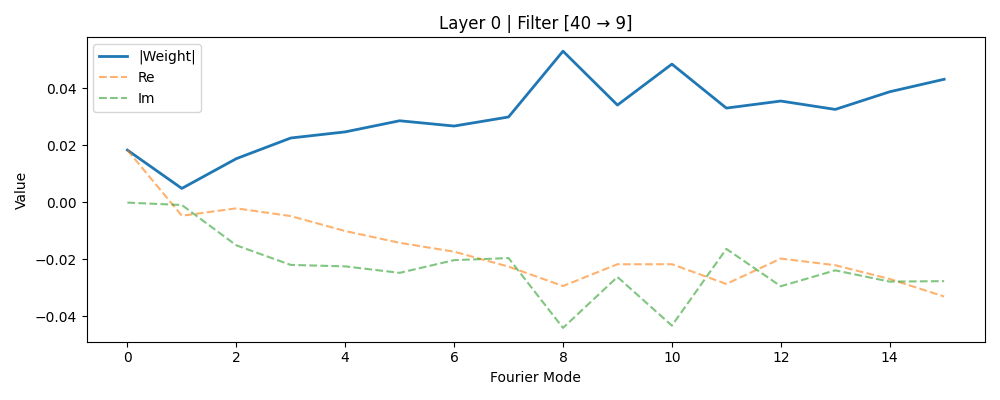 Layer 0 | Filter [40 → 9]
|Weight|
Re
Im
Value
0.04
0.02
0.00
−0.02
−0.04
0 2 4 6 8 10 12 14
Fourier Mode